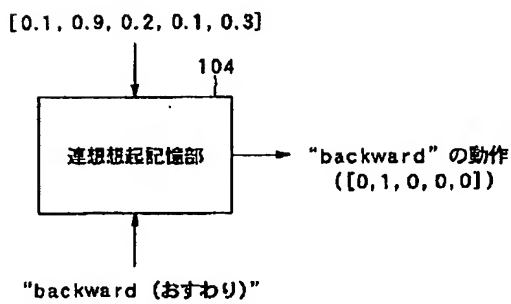 [0.1, 0.9, 0.2, 0.1, 0.3]
104
連想想起記憶部
“backward” の動作
([0,1,0,0,0])
“backward (おすわり)”